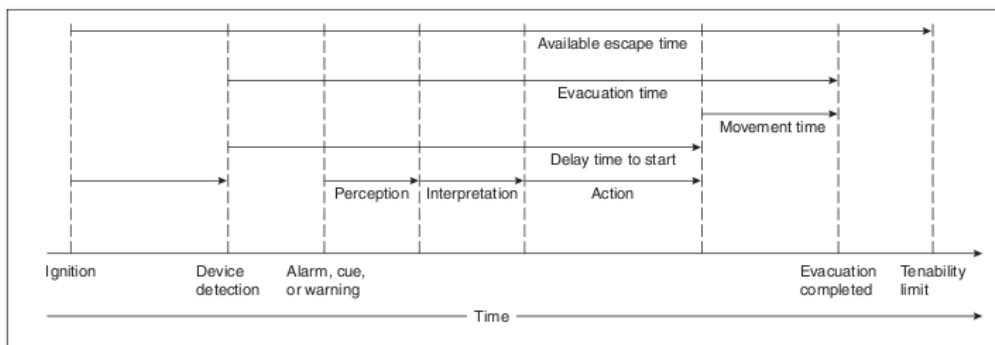 Available escape time
Evacuation time
Movement time
Delay time to start
Perception
Interpretation
Action
Ignition
Device
detection
Alarm, cue,
or warning
Evacuation
completed
Tenability
limit
Time